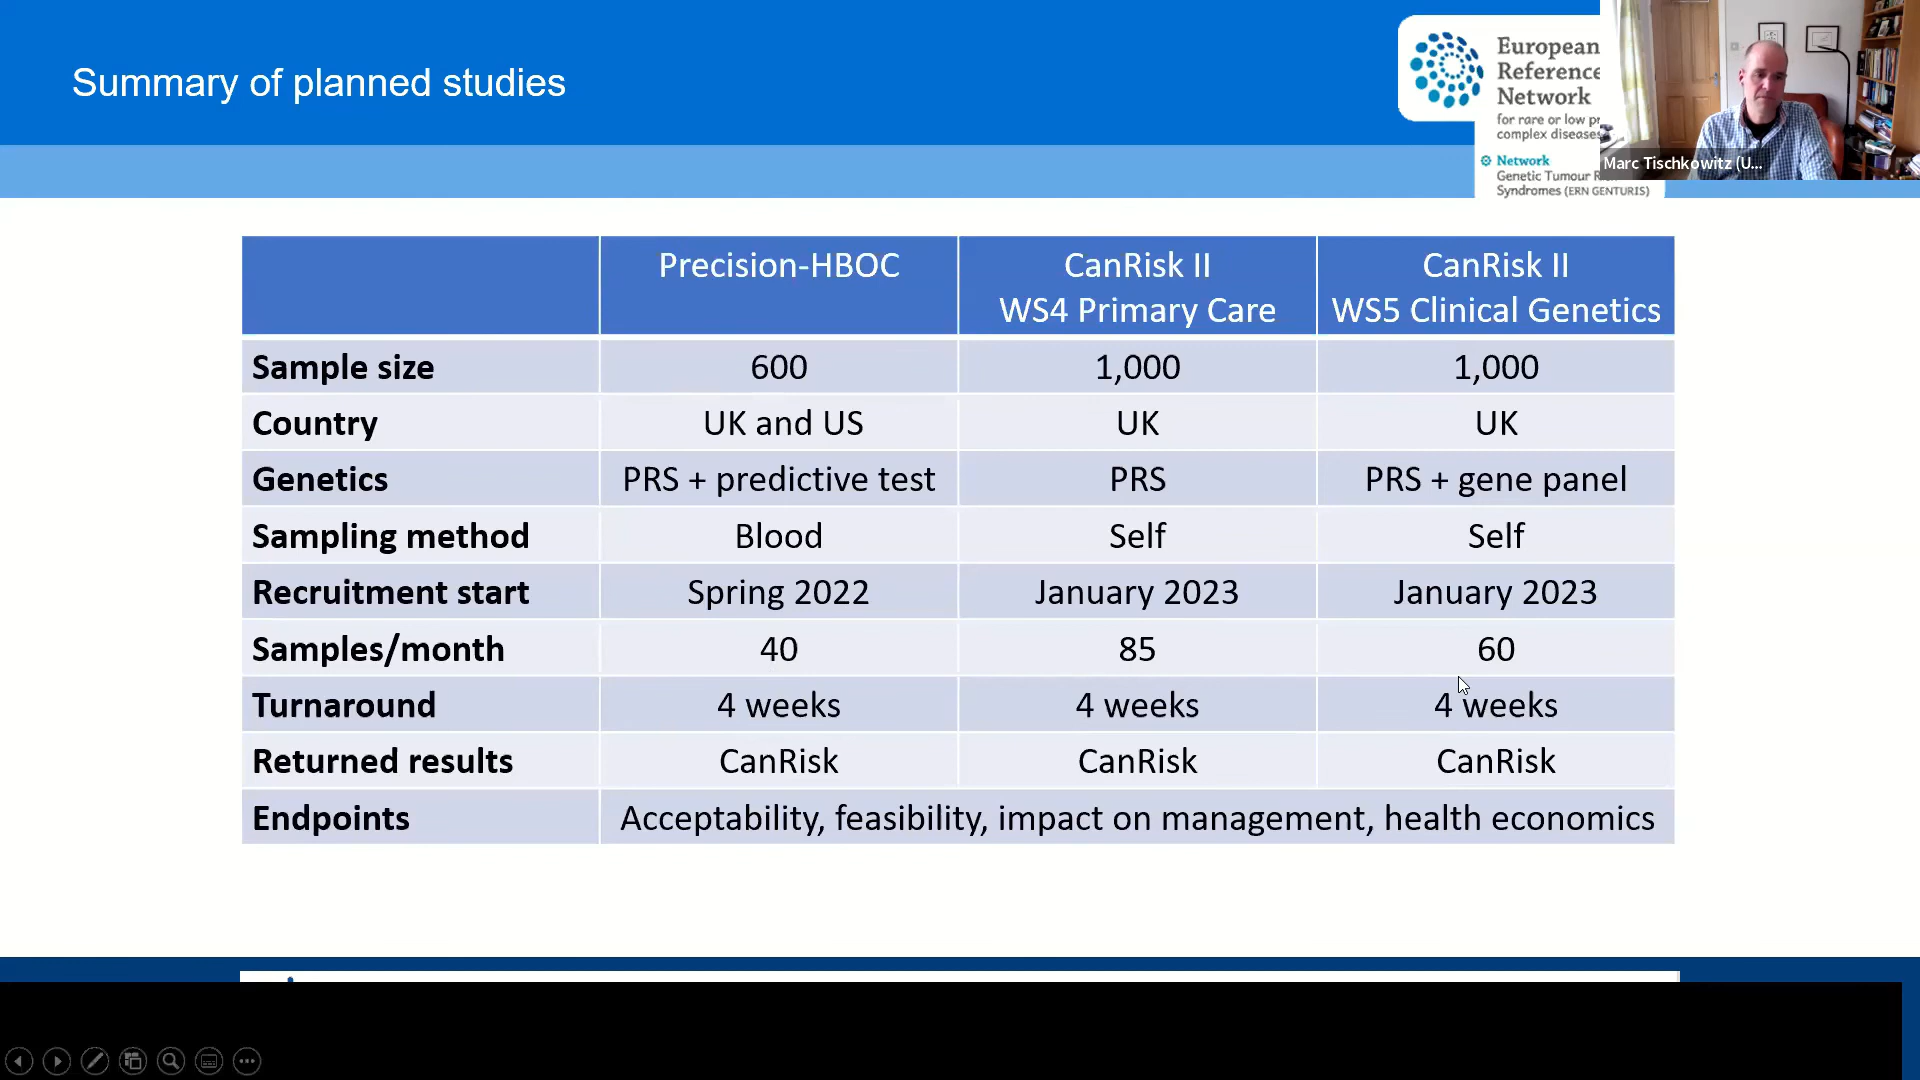 Summary of planned studies
European
Reference
Network
for rare or low
complex diseases
Network
Genetic Tumour
Syndromes (ERN GENTURIS)
Marc Tischkowitz (U...
Precision-HBOC
CanRisk II
WS4 Primary Care
CanRisk II
WS5 Clinical Genetics
Sample size 600 1,000 1,000
Country UK and US UK UK
Genetics PRS + predictive test PRS PRS + gene panel
Sampling method Blood Self Self
Recruitment start Spring 2022 January 2023 January 2023
Samples/month 40 85 60
Turnaround 4 weeks 4 weeks 4 weeks
Returned results CanRisk CanRisk CanRisk
Endpoints Acceptability, feasibility, impact on management, health economics